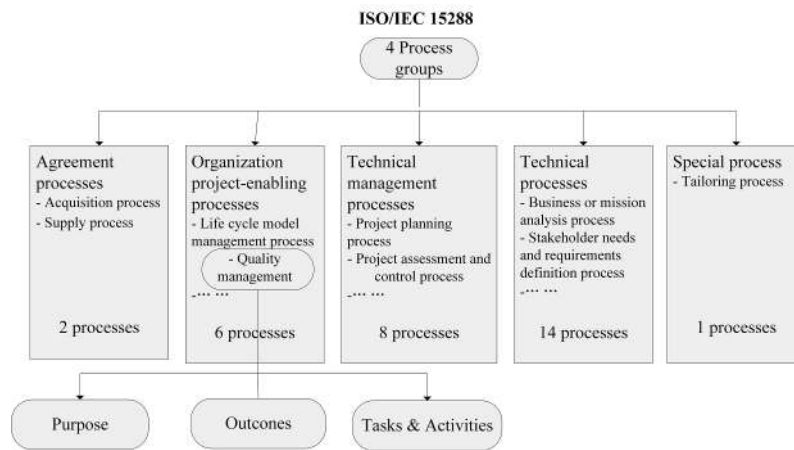 ISO/IEC 15288
4 Process
groups
Agreement
processes
- Acquisition process
- Supply process
2 processes
Organization
project-enabling
processes
- Life cycle model
management process
- Quality
management
-... ...
6 processes
Technical management
processes
- Project planning
process
- Project assessment and
control process
-... ...
8 processes
Technical processes
- Business or mission
analysis process
- Stakeholder needs
and requirements
definition process
-... ...
14 processes
Special process
- Tailoring process
1 processes
Purpose
Outcomes
Tasks & Activities